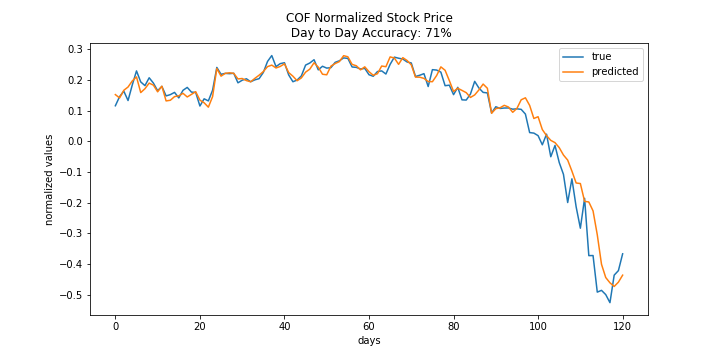 COF Normalized Stock Price
Day to Day Accuracy: 71%
true
predicted
normalized values
0.3
0.2
0.1
0.0
−0.1
−0.2
−0.3
−0.4
−0.5
0
20
40
60
80
100
120
days